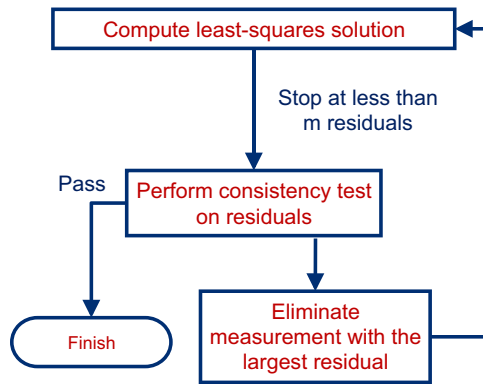 Compute least-squares solution
Stop at less than
m residuals
Pass
Perform consistency test
on residuals
Eliminate
measurement with the
largest residual
Finish